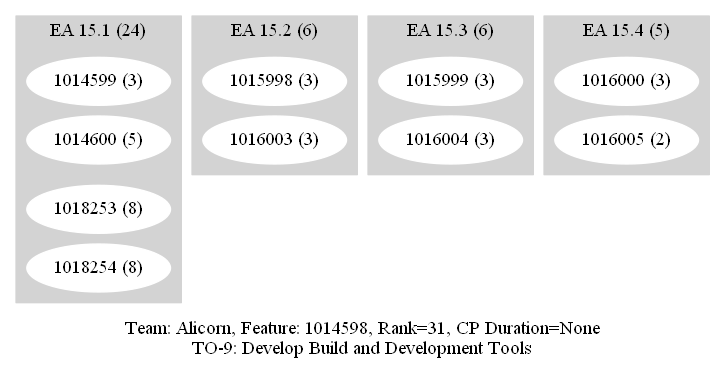 EA 15.1 (24)
1014599 (3)
1014600 (5)
1018253 (8)
1018254 (8)
EA 15.2 (6)
1015998 (3)
1016003 (3)
EA 15.3 (6)
1015999 (3)
1016004 (3)
EA 15.4 (5)
1016000 (3)
1016005 (2)
Team: Alicorn, Feature: 1014598, Rank=31, CP Duration=None
TO-9: Develop Build and Development Tools